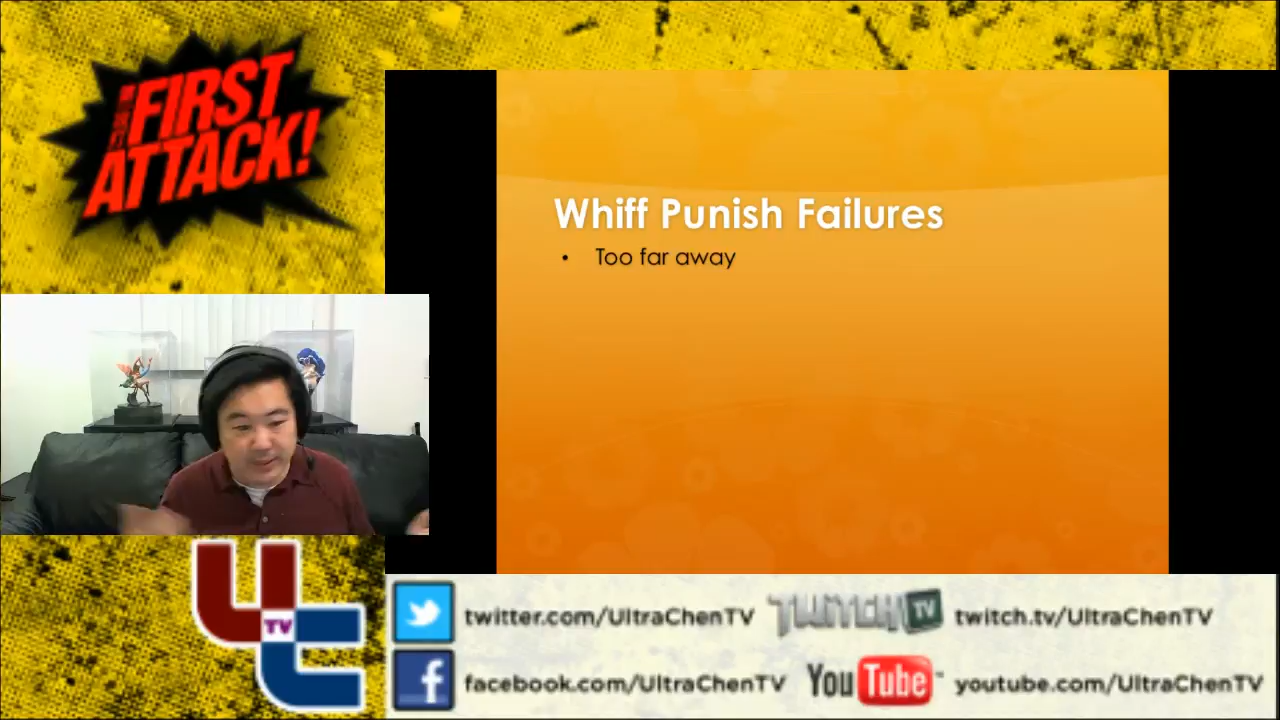 FIRST
ATTACK!
Whiff Punish Failures
• Too far away
UC
TV
twitter.com/UltraChenTV
TWITCH TV
twitch.tv/UltraChenTV
facebook.com/UltraChenTV
YouTube
youtube.com/UltraChenTV